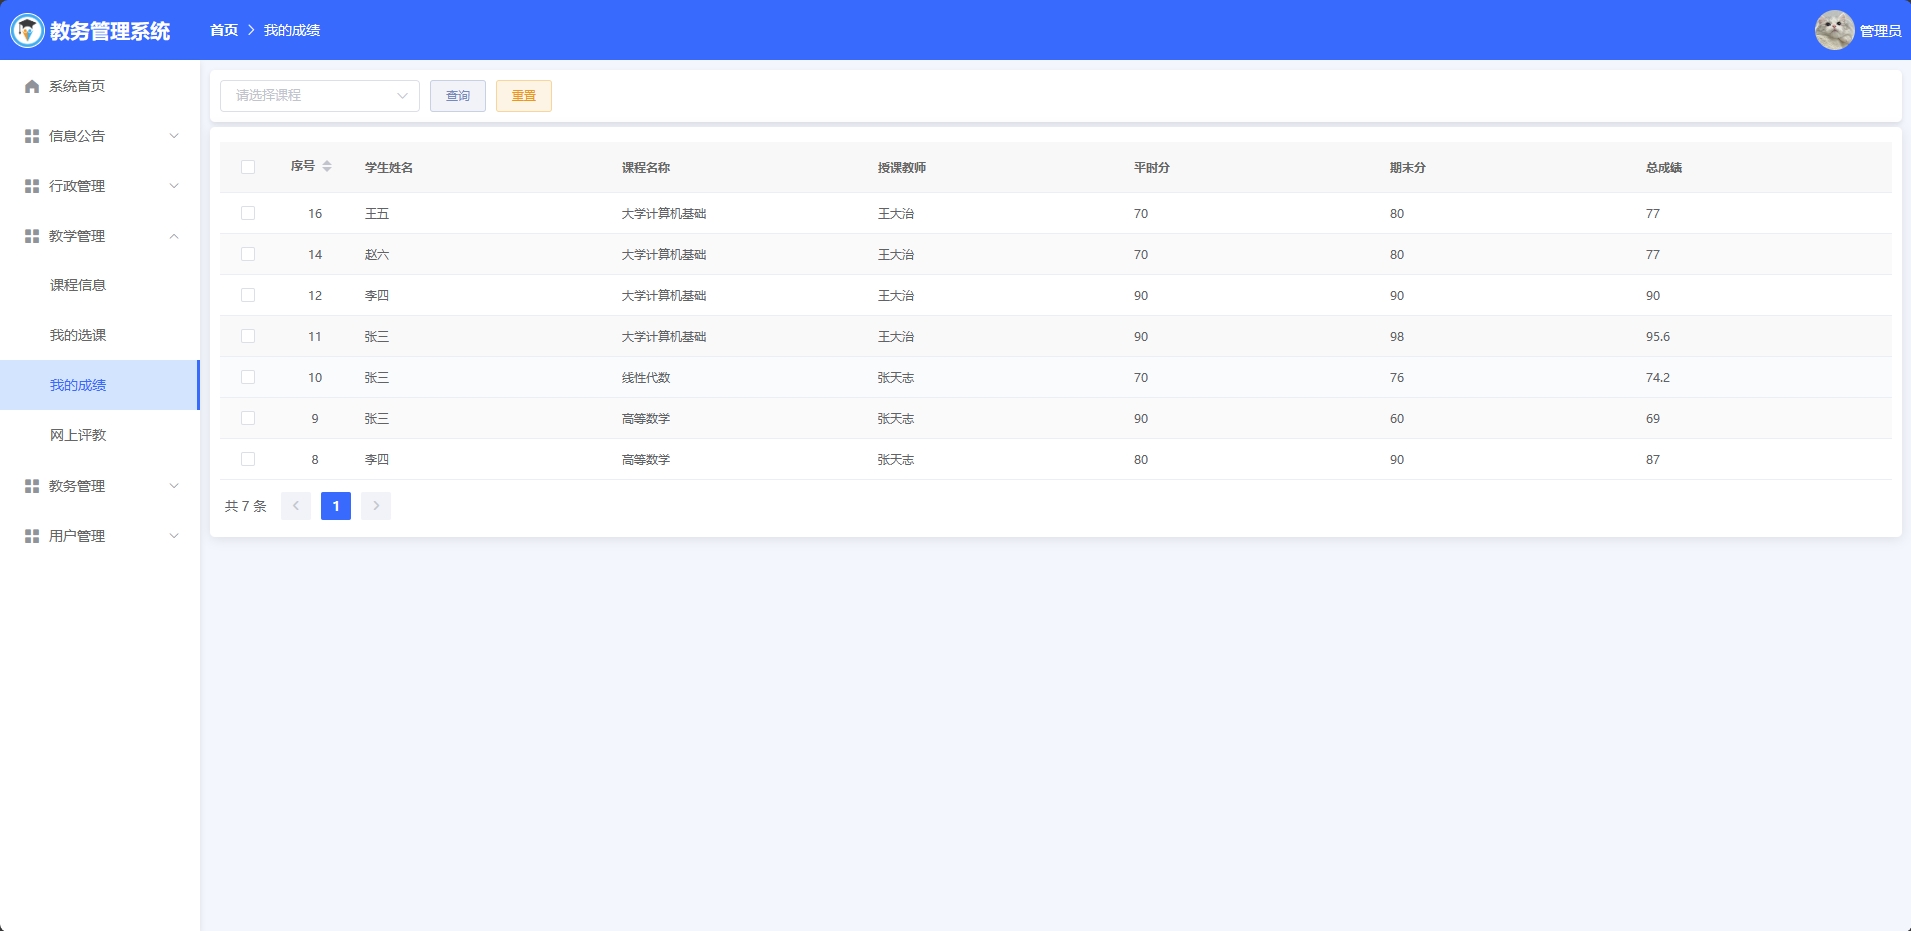 教务管理系统
首页 > 我的成绩
管理员
系统首页
信息公告
行政管理
教学管理
课程信息
我的选课
我的成绩
网上评教
教务管理
用户管理
请选择课程 查询 重置
序号 学生姓名 课程名称 授课教师 平时分 期末分 总成绩
16 王五 大学计算机基础 王大治 70 80 77
14 赵六 大学计算机基础 王大治 70 80 77
12 李四 大学计算机基础 王大治 90 90 90
11 张三 大学计算机基础 王大治 90 98 95.6
10 张三 线性代数 张天志 70 76 74.2
9 张三 高等数学 张天志 90 60 69
8 李四 高等数学 张天志 80 90 87
共 7 条 < 1 >